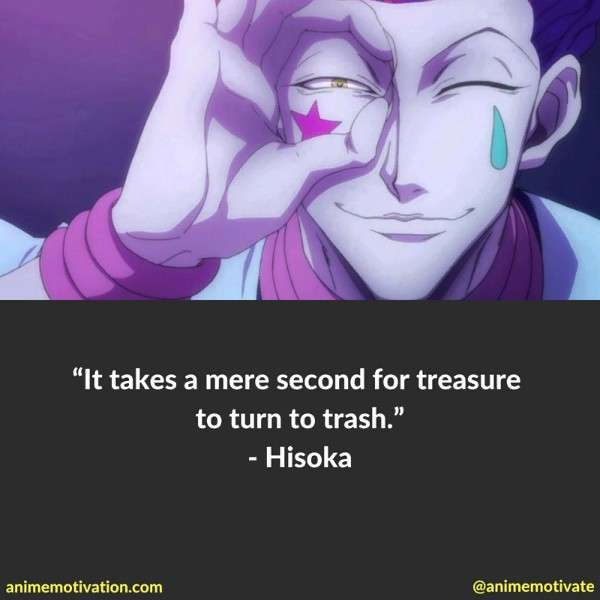 “It takes a mere second for treasure
to turn to trash.”
- Hisoka
animemotivation.com
@animemotivate